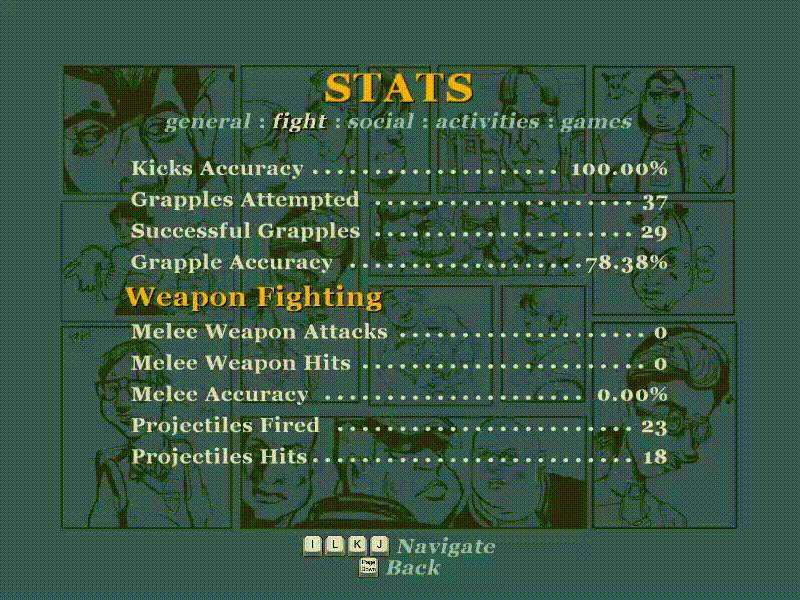 STATS
general : fight : social : activities : games
Kicks Accuracy .................... 100.00%
Grapples Attempted .................... 37
Successful Grapples .................... 29
Grapple Accuracy .................... 78.38%
Weapon Fighting
Melee Weapon Attacks .................... 0
Melee Weapon Hits ....................... 0
Melee Accuracy .................... 0.00%
Projectiles Fired ....................... 23
Projectiles Hits ........................ 18
I L K J Navigate
Page Down Back